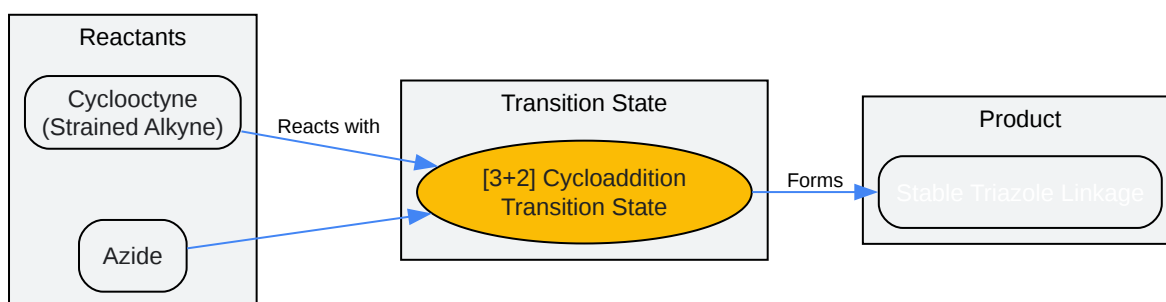 Reactants
Cyclooctyne
(Strained Alkyne)
Azide
Reacts with
Transition State
[3+2] Cycloaddition
Transition State
Forms
Product
Stable Triazole Linkage